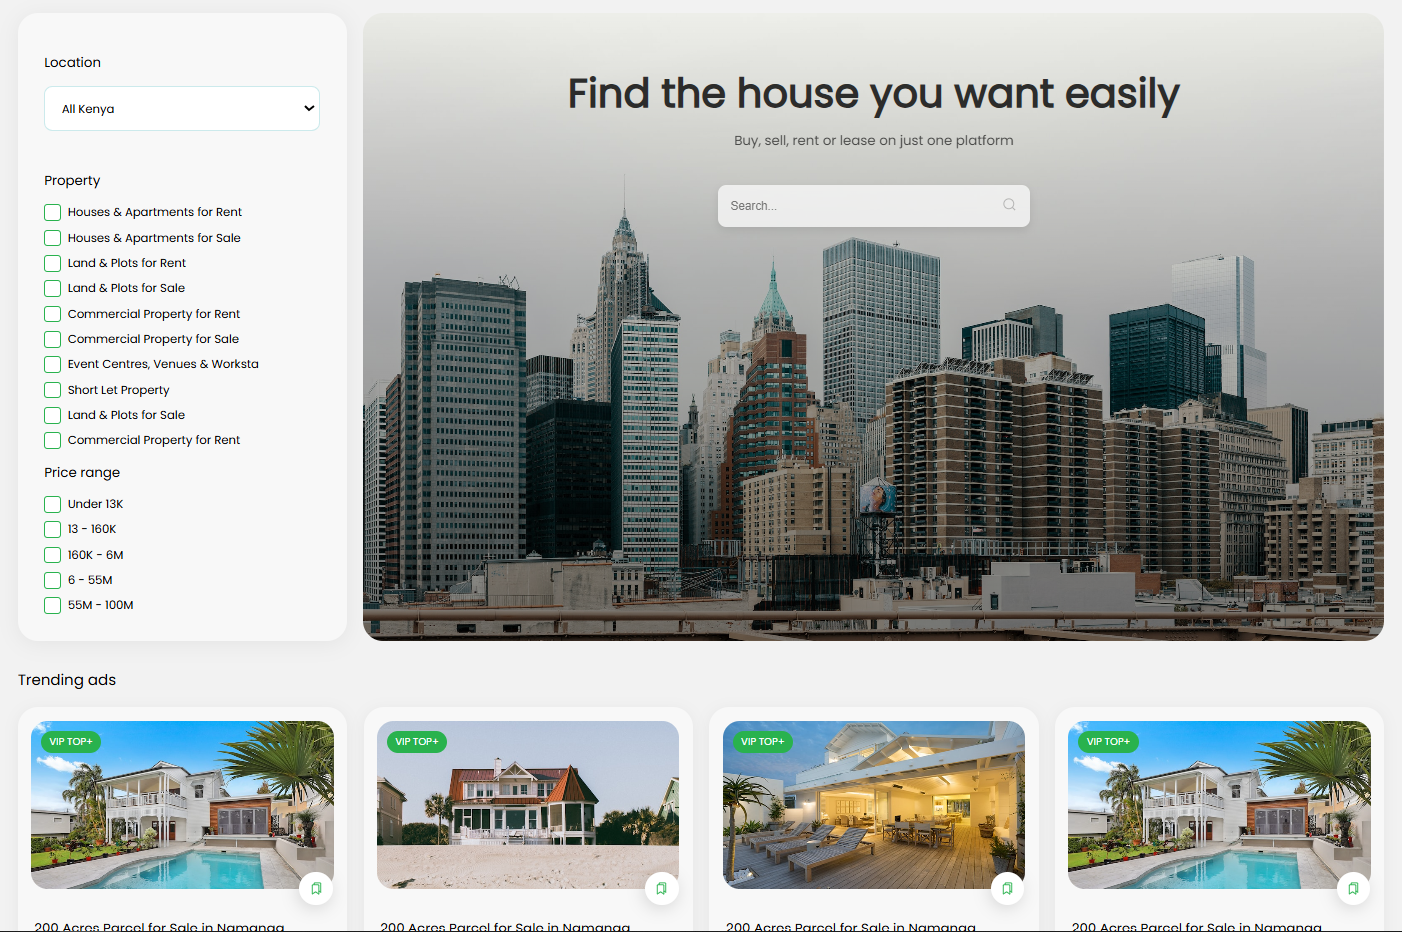 Location
All Kenya
Property
Houses & Apartments for Rent
Houses & Apartments for Sale
Land & Plots for Rent
Land & Plots for Sale
Commercial Property for Rent
Commercial Property for Sale
Event Centres, Venues & Worksta
Short Let Property
Land & Plots for Sale
Commercial Property for Rent
Price range
Under 13K
13 - 160K
160K - 6M
6 - 55M
55M - 100M
Find the house you want easily
Buy, sell, rent or lease on just one platform
Search...
Trending ads
VIP TOP+
200 Acres Parcel for Sale in Namanga
VIP TOP+
200 Acres Parcel for Sale in Namanga
VIP TOP+
200 Acres Parcel for Sale in Namanga
VIP TOP+
200 Acres Parcel for Sale in Namanga